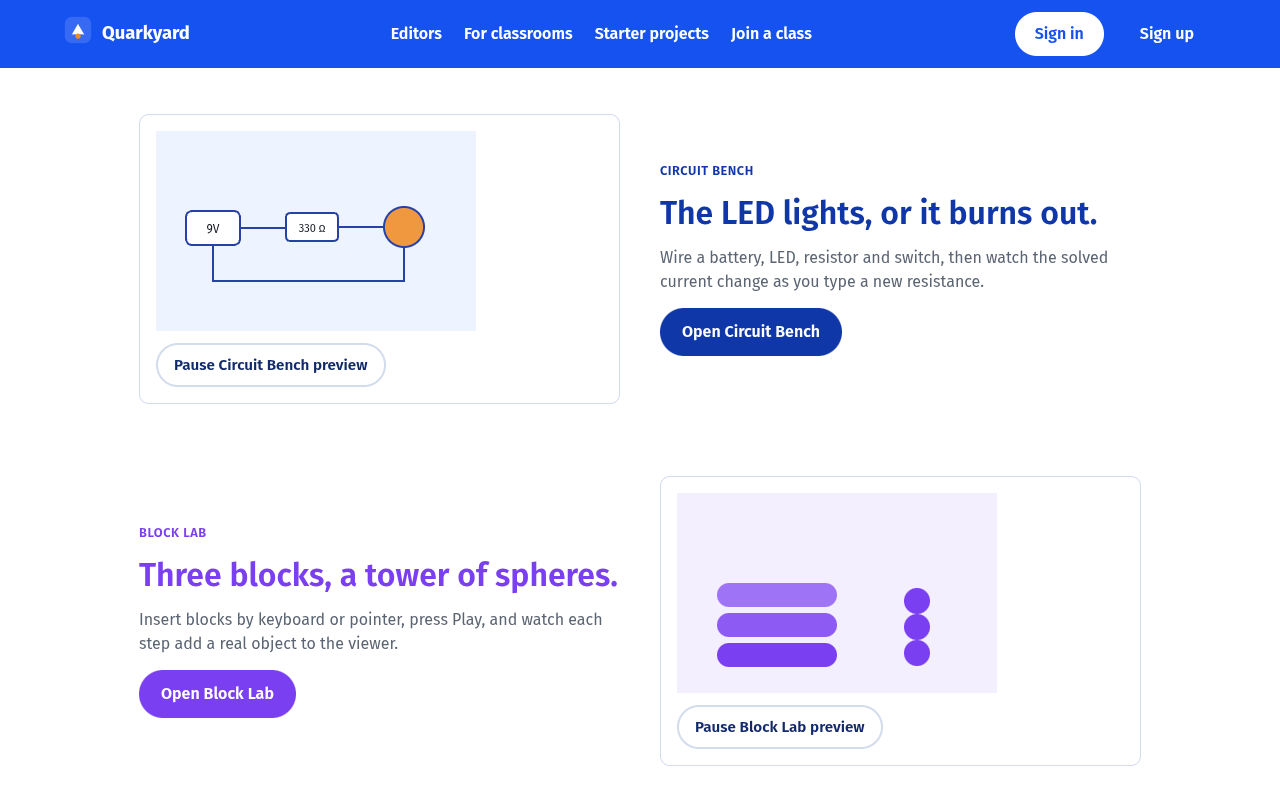 Quarkyard
Editors
For classrooms
Starter projects
Join a class
Sign in
Sign up
9V
330 Ω
Pause Circuit Bench preview
CIRCUIT BENCH
The LED lights, or it burns out.
Wire a battery, LED, resistor and switch, then watch the solved
current change as you type a new resistance.
Open Circuit Bench
BLOCK LAB
Three blocks, a tower of spheres.
Insert blocks by keyboard or pointer, press Play, and watch each
step add a real object to the viewer.
Open Block Lab
Pause Block Lab preview